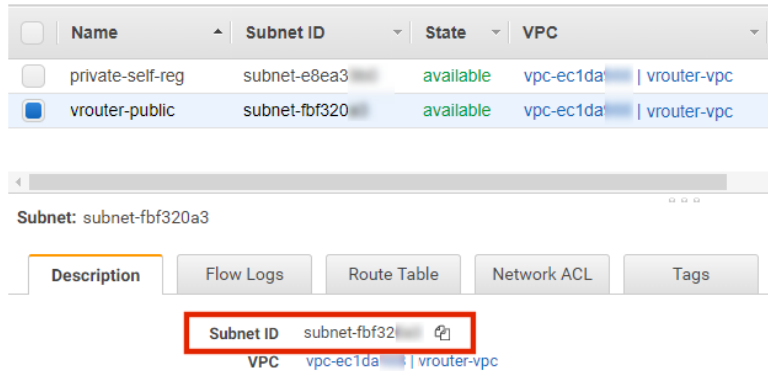 Name Subnet ID State VPC
private-self-reg subnet-e8ea3 available vpc-ec1da | vrouter-vpc
vrouter-public subnet-fbf320 available vpc-ec1da | vrouter-vpc
Subnet: subnet-fbf320a3
Description Flow Logs Route Table Network ACL Tags
Subnet ID subnet-fbf32
VPC vpc-ec1da | vrouter-vpc